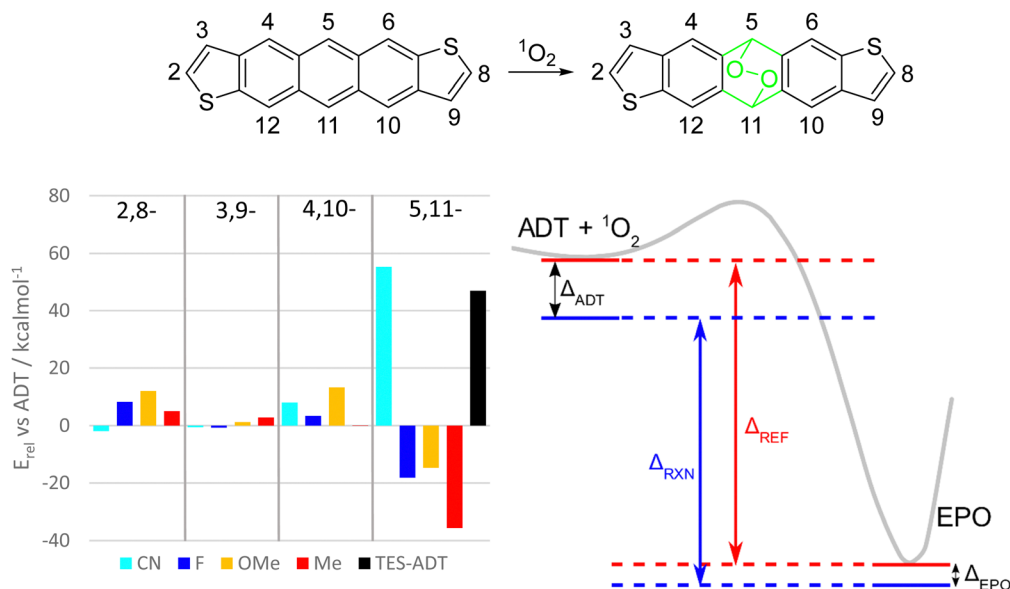 4 5 6
3 S
¹O₂
2 8
S
12 11 10 9
4 5 6
3 S
O O
2 8
S
12 11 10 9
80
60
40
20
0
-20
-40
E_rel vs ADT / kcalmol⁻¹
2,8- 3,9- 4,10- 5,11-
CN F OMe Me TES-ADT
ADT + ¹O₂
Δ_ADT
Δ_REF
Δ_RXN
EPO
Δ_EPO